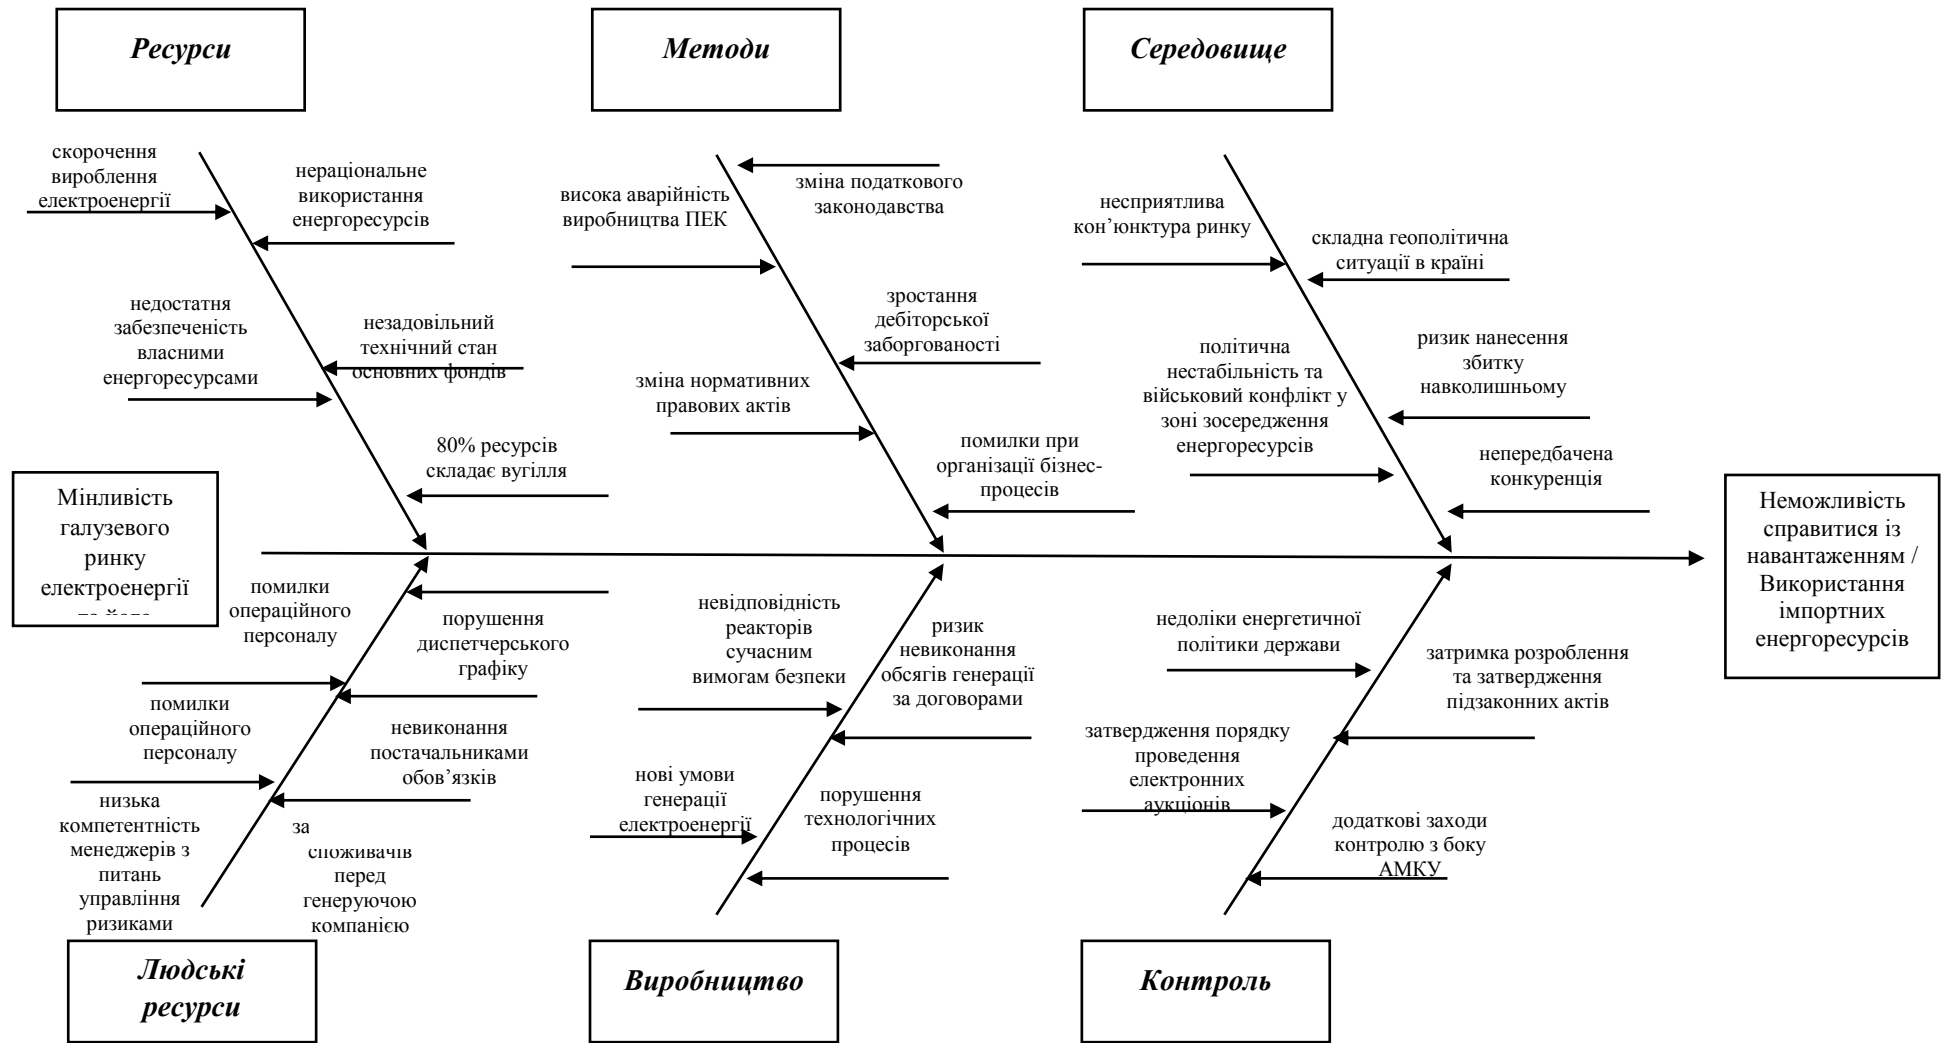 Ресурси
Методи
Середовище
скорочення
вироблення
електроенергії
нераціональне
використання
енергоресурсів
недостатня
забезпеченість
власними
енергоресурсами
незадовільний
технічний стан
основних фондів
80% ресурсів
складає вугілля
висока аварійність
виробництва ПЕК
зміна податкового
законодавства
зростання
дебіторської
заборгованості
зміна нормативних
правових актів
помилки при
організації бізнес-
процесів
несприятлива
кон’юнктура ринку
складна геополітична
ситуації в країні
політична
нестабільність та
військовий конфлікт у
зоні зосередження
енергоресурсів
ризик нанесення
збитку
навколишньому
непередбачена
конкуренція
Мінливість
галузевого
ринку
електроенергії
Неможливість
справитися із
навантаженням /
Використання
імпортних
енергоресурсів
помилки
операційного
персоналу
порушення
диспетчерського
графіку
помилки
операційного
персоналу
невиконання
постачальниками
обов’язків
низька
компетентність
менеджерів з
питань
управління
ризиками
за
споживачів
перед
генеруючою
компанією
невідповідність
реакторів
сучасним
вимогам безпеки
ризик
невиконання
обсягів генерації
за договорами
нові умови
генерації
електроенергії
порушення
технологічних
процесів
недоліки енергетичної
політики держави
затримка розроблення
та затвердження
підзаконних актів
затвердження порядку
проведення
електронних
аукціонів
додаткові заходи
контролю з боку
АМКУ
Людські
ресурси
Виробництво
Контроль